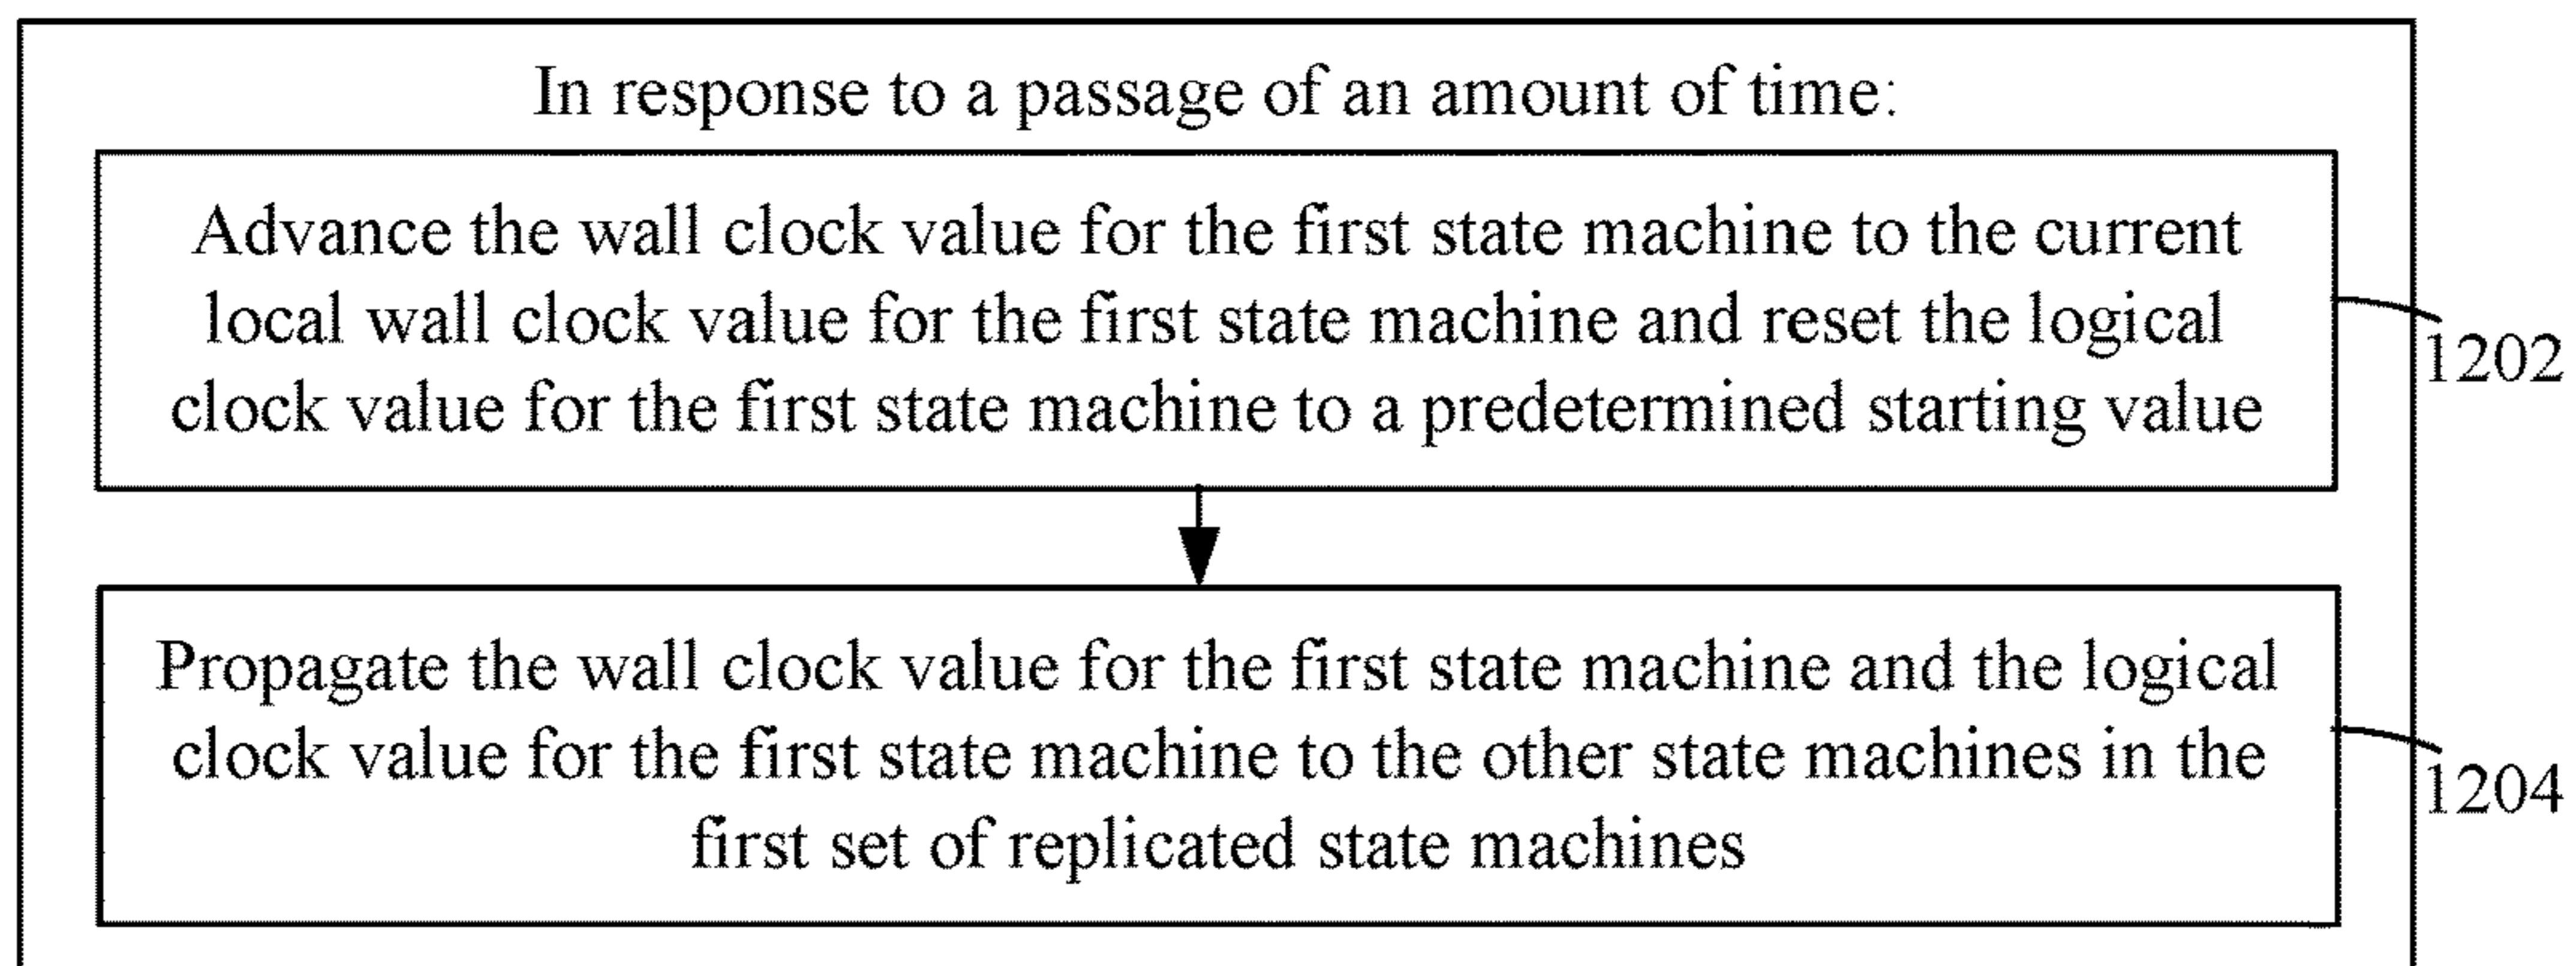 In response to a passage of an amount of time:
Advance the wall clock value for the first state machine to the current
local wall clock value for the first state machine and reset the logical
clock value for the first state machine to a predetermined starting value
1202
Propagate the wall clock value for the first state machine and the logical
clock value for the first state machine to the other state machines in the
first set of replicated state machines
1204